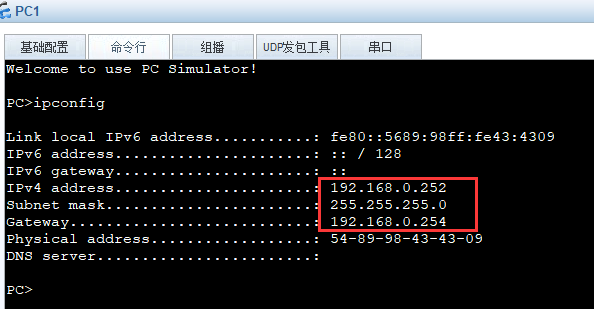 PC1
基础配置 命令行 组播 UDP发包工具 串口
Welcome to use PC Simulator!
PC>ipconfig
Link local IPv6 address...........: fe80::5689:98ff:fe43:4309
IPv6 address......................: :: / 128
IPv6 gateway......................: ::
IPv4 address......................: 192.168.0.252
Subnet mask.......................: 255.255.255.0
Gateway...........................: 192.168.0.254
Physical address..................: 54-89-98-43-43-09
DNS server........................:
PC>